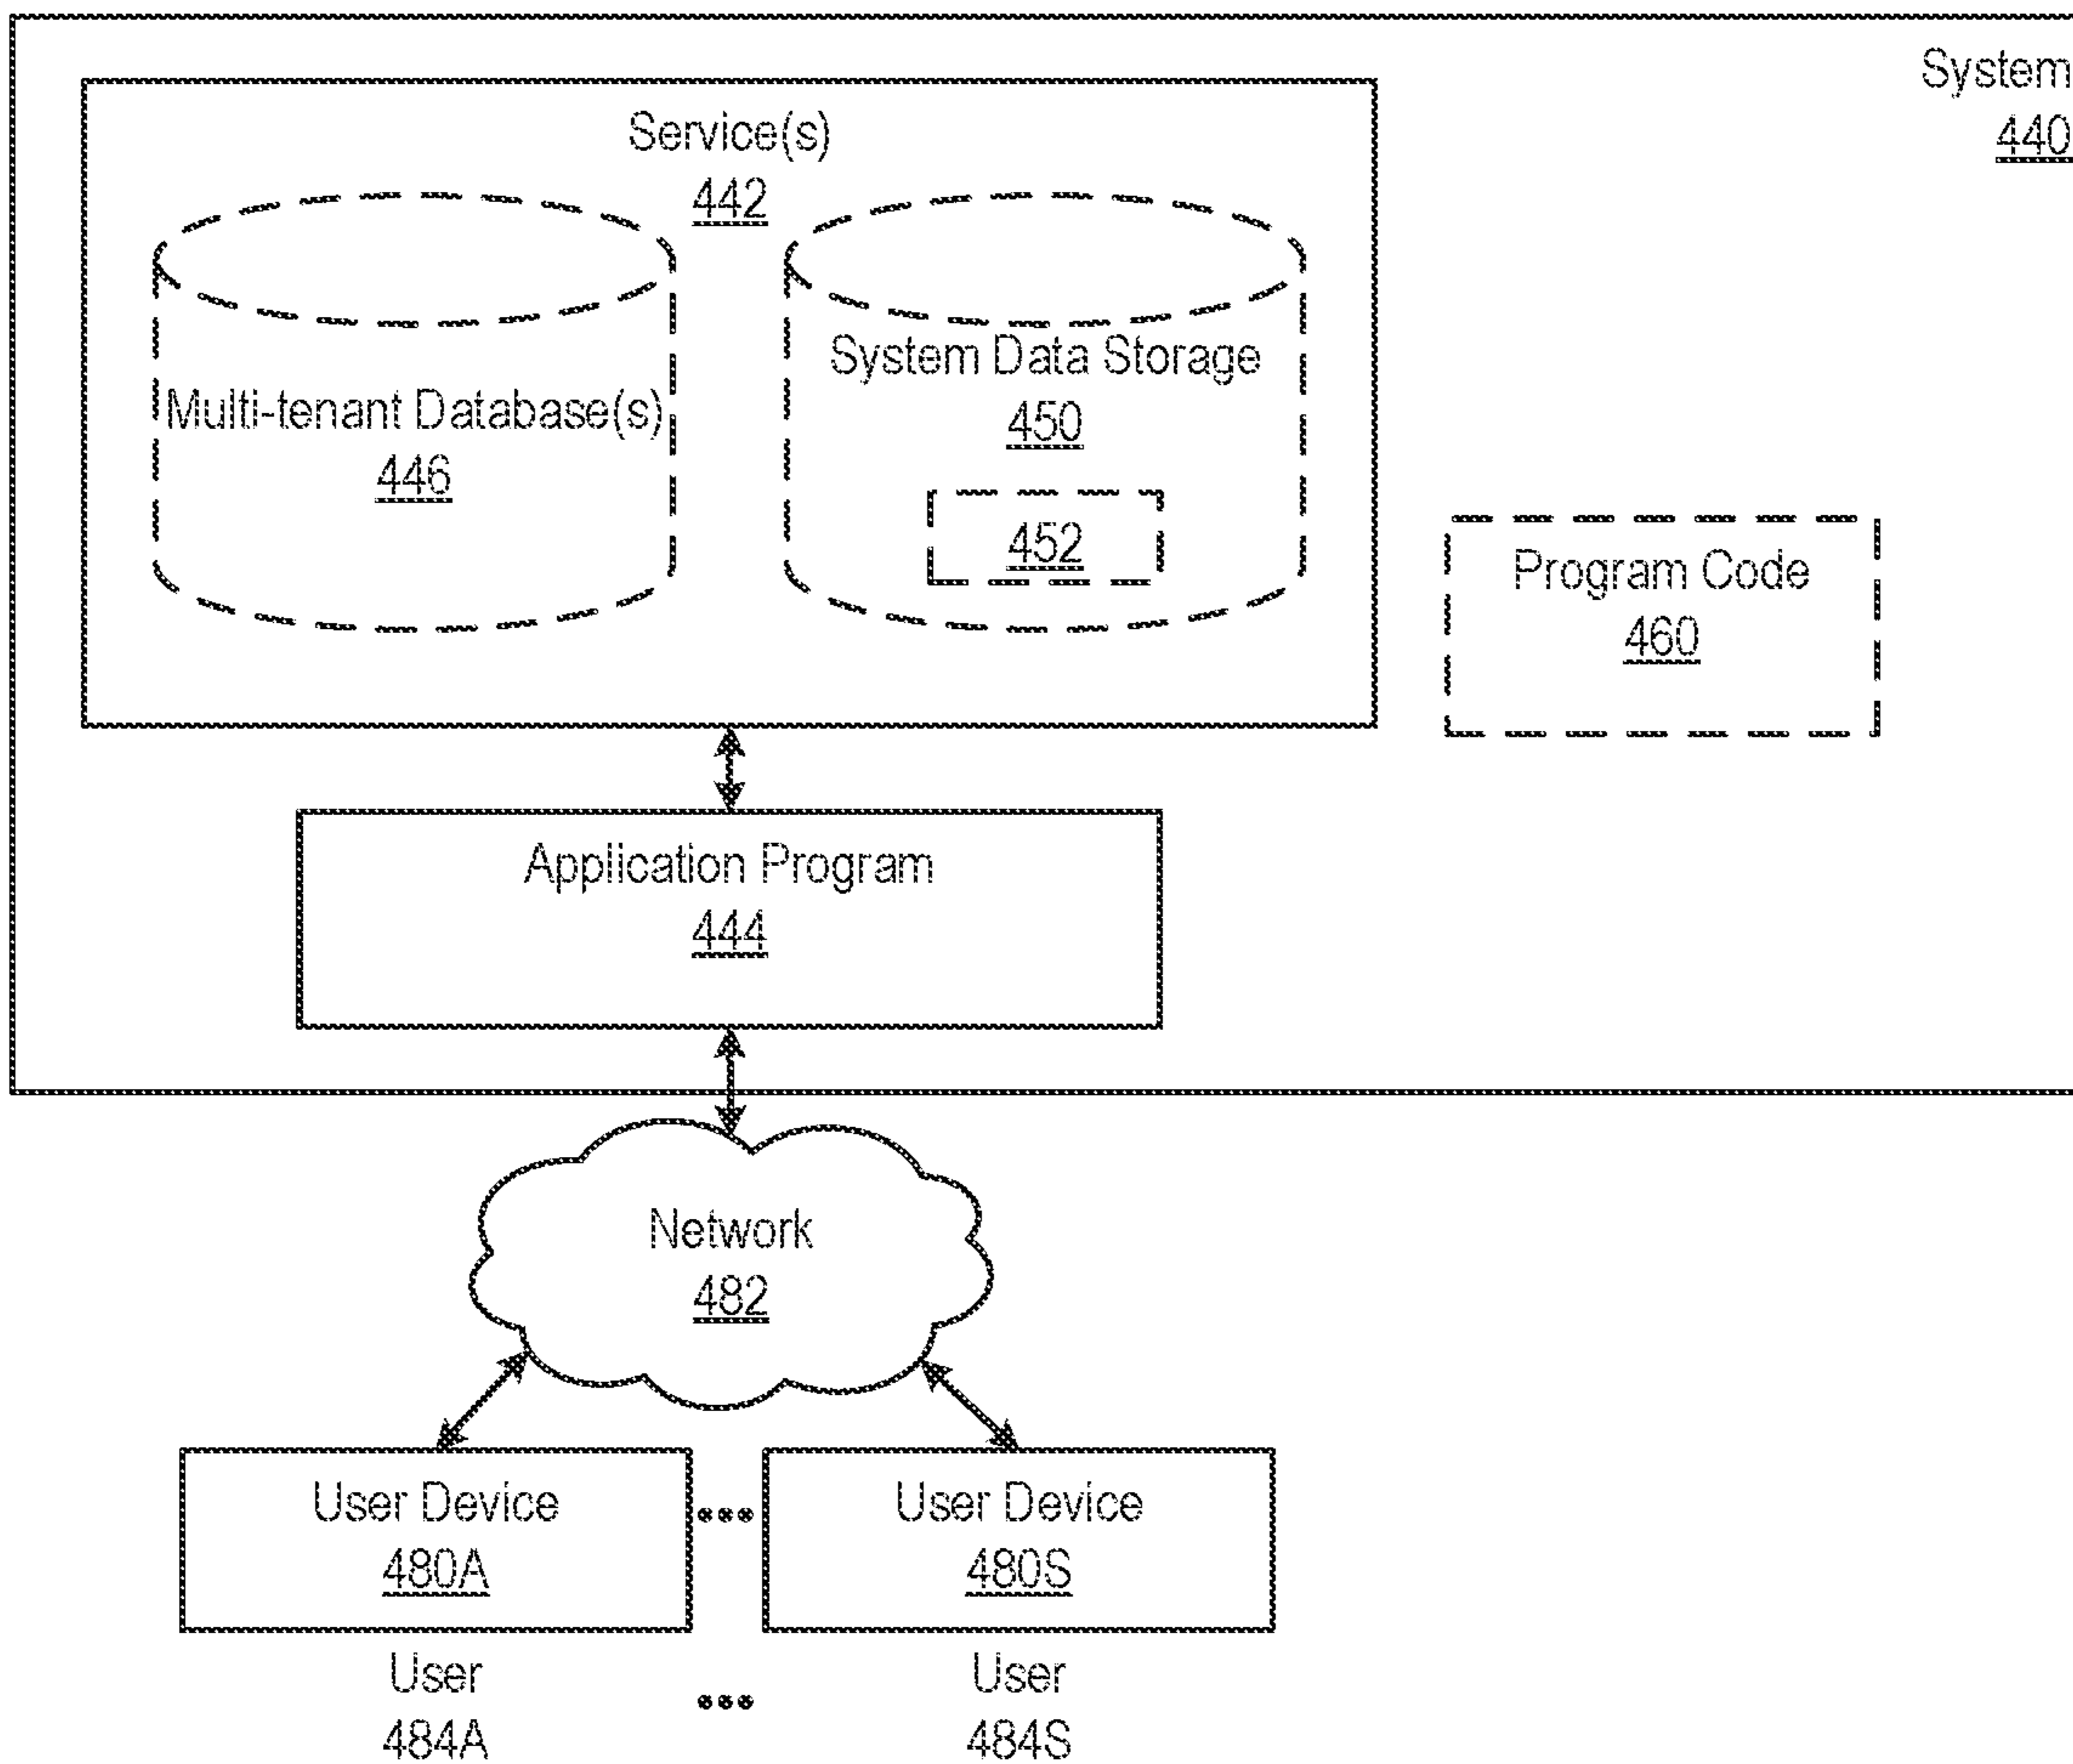 System
440
Service(s)
442
Multi-tenant Database(s)
446
System Data Storage
450
452
Program Code
460
Application Program
444
Network
482
User Device
480A
•••
User Device
480S
User
484A
•••
User
484S